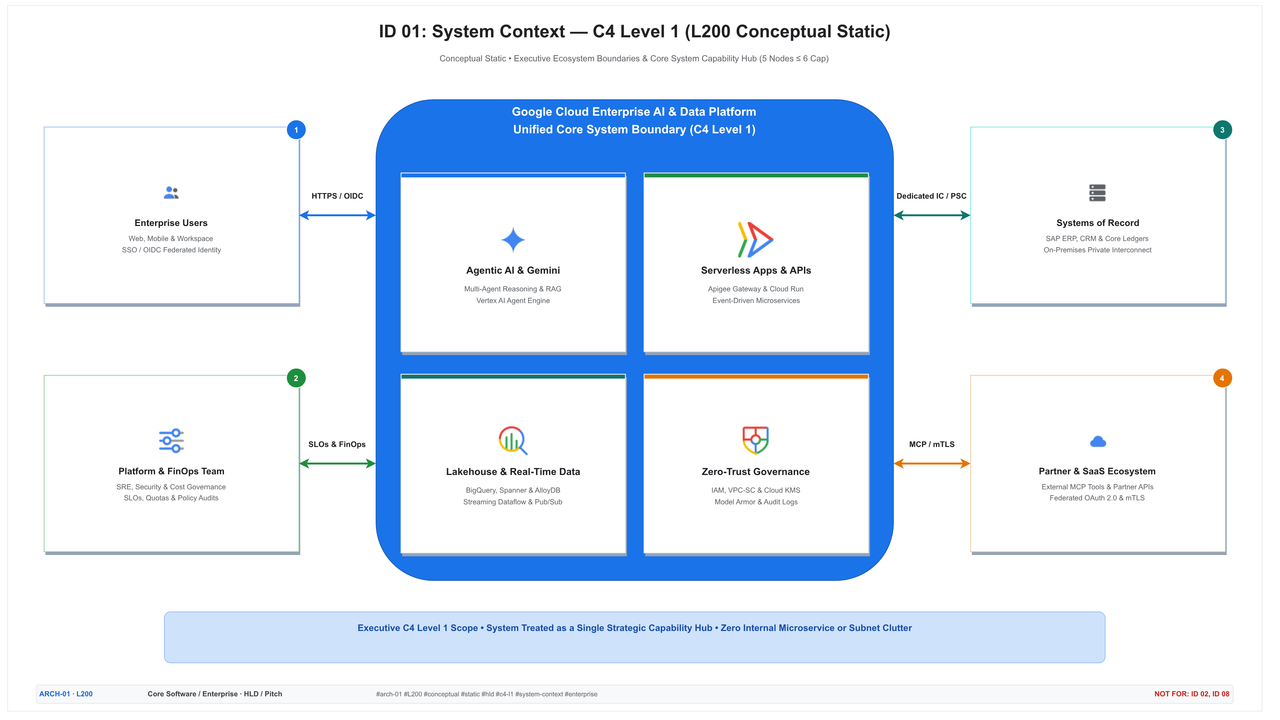 ID 01: System Context — C4 Level 1 (L200 Conceptual Static)
Conceptual Static • Executive Ecosystem Boundaries & Core System Capability Hub (5 Nodes ≤ 6 Cap)
Google Cloud Enterprise AI & Data Platform
Unified Core System Boundary (C4 Level 1)
1
Enterprise Users
Web, Mobile & Workspace
SSO / OIDC Federated Identity
HTTPS / OIDC
Agentic AI & Gemini
Multi-Agent Reasoning & RAG
Vertex AI Agent Engine
Serverless Apps & APIs
Apigee Gateway & Cloud Run
Event-Driven Microservices
Dedicated IC / PSC
3
Systems of Record
SAP ERP, CRM & Core Ledgers
On-Premises Private Interconnect
2
Platform & FinOps Team
SRE, Security & Cost Governance
SLOs, Quotas & Policy Audits
SLOs & FinOps
Lakehouse & Real-Time Data
BigQuery, Spanner & AlloyDB
Streaming Dataflow & Pub/Sub
Zero-Trust Governance
IAM, VPC-SC & Cloud KMS
Model Armor & Audit Logs
MCP / mTLS
4
Partner & SaaS Ecosystem
External MCP Tools & Partner APIs
Federated OAuth 2.0 & mTLS
Executive C4 Level 1 Scope • System Treated as a Single Strategic Capability Hub • Zero Internal Microservice or Subnet Clutter
ARCH-01 · L200
Core Software / Enterprise · HLD / Pitch
#arch-01 #L200 #conceptual #static #hld #c4-l1 #system-context #enterprise
NOT FOR: ID 02, ID 08